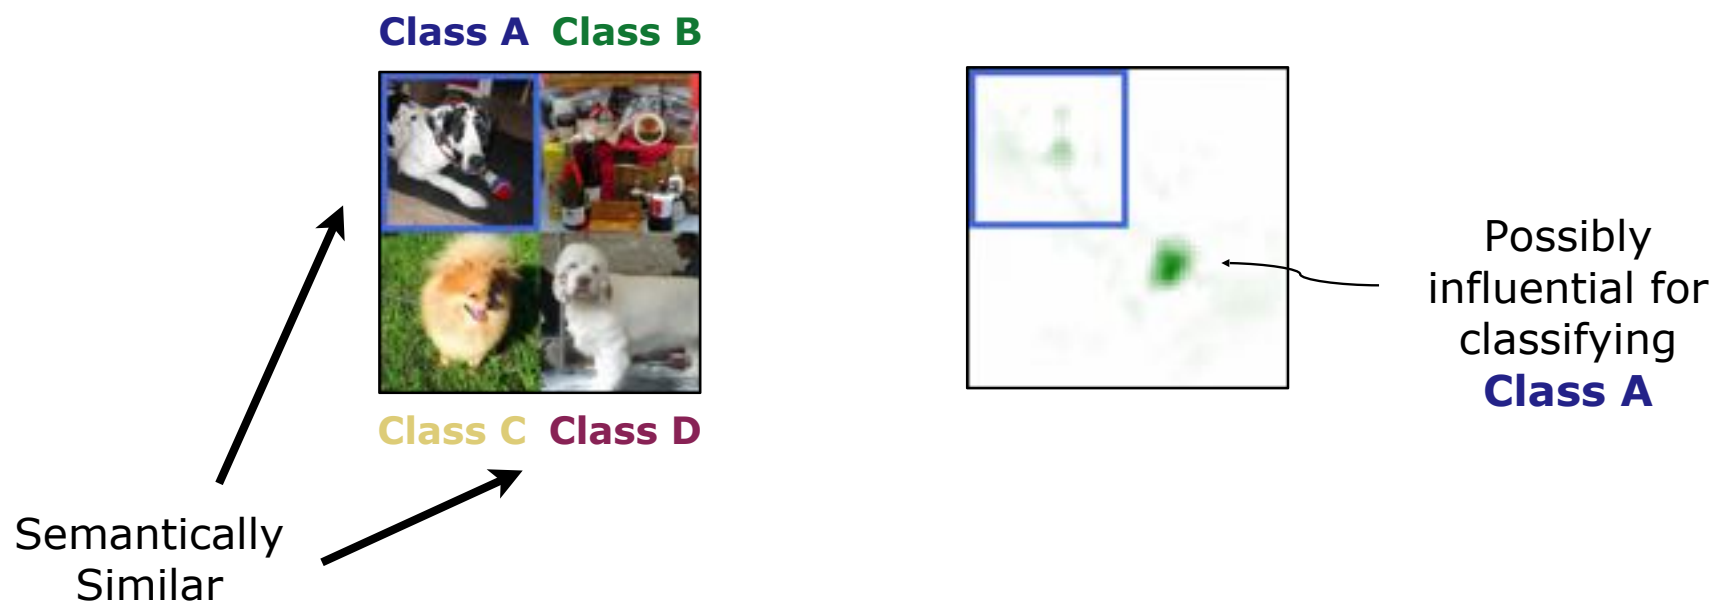 Class A Class B
Class C Class D
Semantically
Similar
Possibly
influential for
classifying
Class A